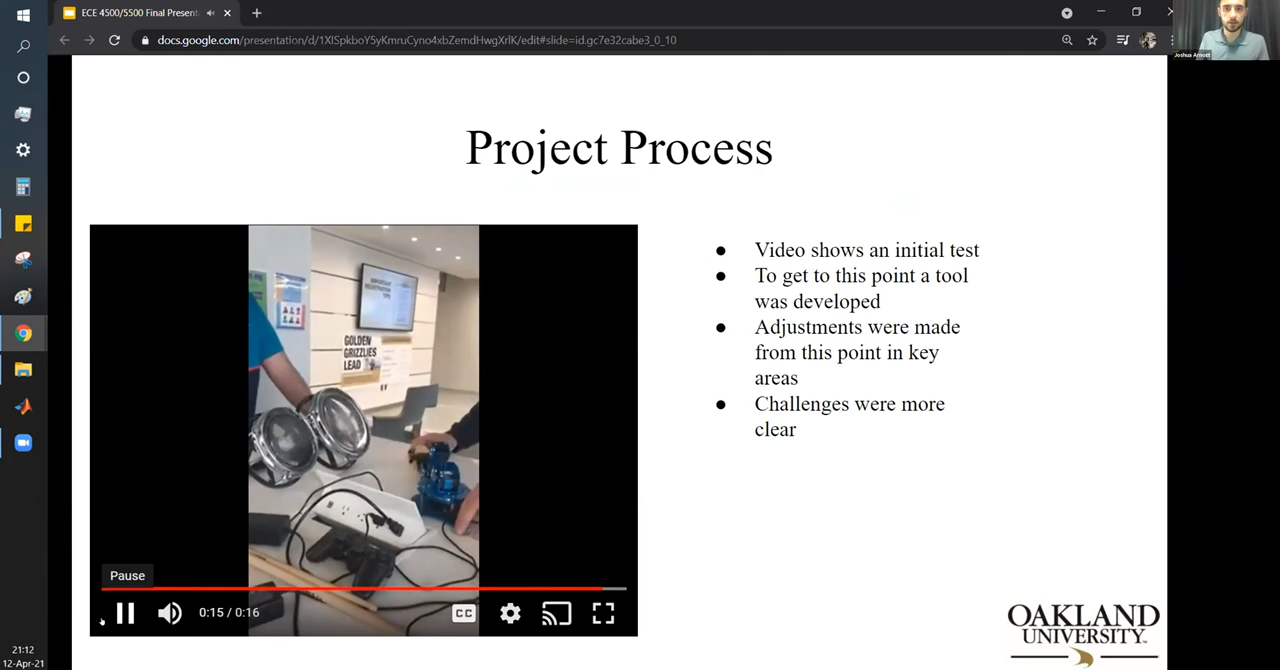 ECE 4500/5500 Final Present
docs.google.com/presentation/d/1XISpkboY5yKmruCyno4xbZemdHwgXrlK/edit#slide=id.gc7e32cabe3_0_10
Joshua Arnott
Project Process
GOLDEN
GRIZZLIES
LEAD
Pause
0:15 / 0:16
CC
● Video shows an initial test
● To get to this point a tool
was developed
● Adjustments were made
from this point in key
areas
● Challenges were more
clear
OAKLAND
UNIVERSITY
21:12
12-Apr-21